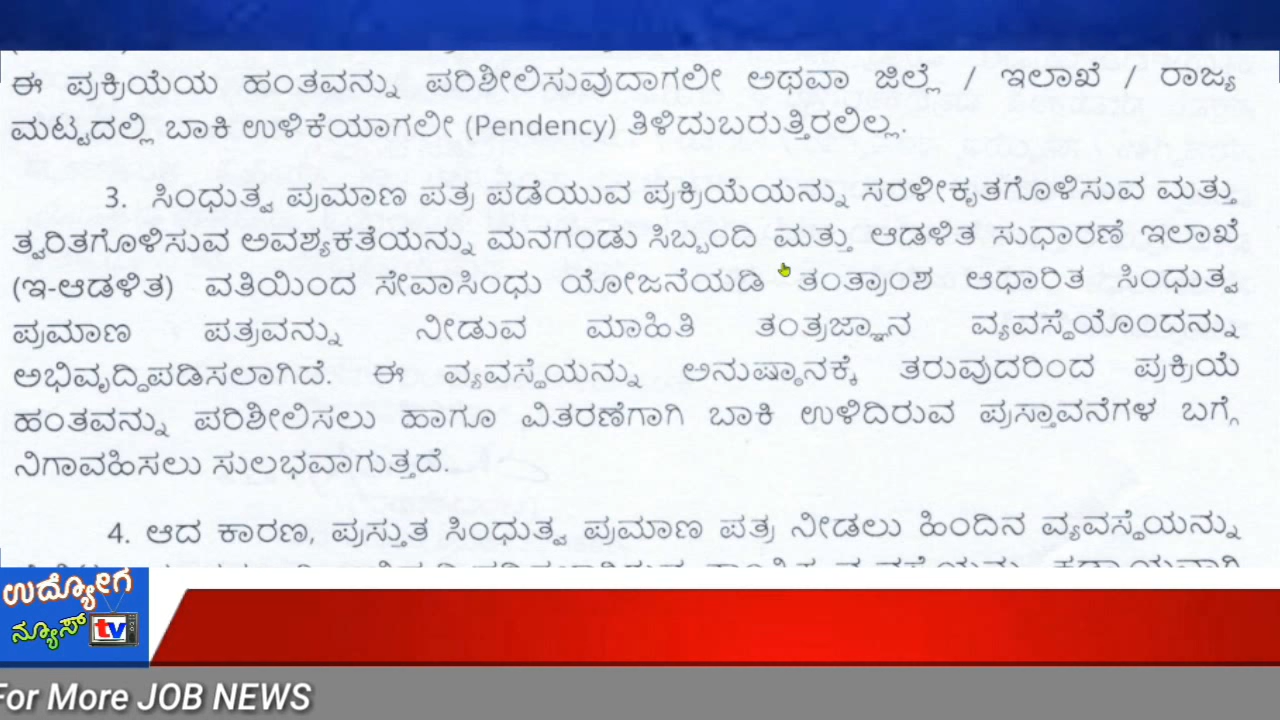 ಈ ಪ್ರಕ್ರಿಯೆಯ ಹಂತವನ್ನು ಪರಿಶೀಲಿಸುವುದಾಗಲೀ ಅಥವಾ ಜಿಲ್ಲೆ / ಇಲಾಖೆ / ರಾಜ್ಯ
ಮಟ್ಟದಲ್ಲಿ ಬಾಕಿ ಉಳಿಕೆಯಾಗಲೀ (Pendency) ತಿಳಿದುಬರುತ್ತಿರಲಿಲ್ಲ.
3. ಸಿಂಧುತ್ವ ಪ್ರಮಾಣ ಪತ್ರ ಪಡೆಯುವ ಪ್ರಕ್ರಿಯೆಯನ್ನು ಸರಳೀಕೃತಗೊಳಿಸುವ ಮತ್ತು
ತ್ವರಿತಗೊಳಿಸುವ ಅವಶ್ಯಕತೆಯನ್ನು ಮನಗಂಡು ಸಿಬ್ಬಂದಿ ಮತ್ತು ಆಡಳಿತ ಸುಧಾರಣೆ ಇಲಾಖೆ
(ಇ-ಆಡಳಿತ) ವತಿಯಿಂದ ಸೇವಾಸಿಂಧು ಯೋಜನೆಯಡಿ ತಂತ್ರಾಂಶ ಆಧಾರಿತ ಸಿಂಧುತ್ವ
ಪ್ರಮಾಣ ಪತ್ರವನ್ನು ನೀಡುವ ಮಾಹಿತಿ ತಂತ್ರಜ್ಞಾನ ವ್ಯವಸ್ಥೆಯೊಂದನ್ನು
ಅಭಿವೃದ್ಧಿಪಡಿಸಲಾಗಿದೆ. ಈ ವ್ಯವಸ್ಥೆಯನ್ನು ಅನುಷ್ಠಾನಕ್ಕೆ ತರುವುದರಿಂದ ಪ್ರಕ್ರಿಯೆ
ಹಂತವನ್ನು ಪರಿಶೀಲಿಸಲು ಹಾಗೂ ವಿತರಣೆಗಾಗಿ ಬಾಕಿ ಉಳಿದಿರುವ ಪ್ರಸ್ತಾವನೆಗಳ ಬಗ್ಗೆ
ನಿಗಾವಹಿಸಲು ಸುಲಭವಾಗುತ್ತದೆ.
4. ಆದ ಕಾರಣ, ಪ್ರಸ್ತುತ ಸಿಂಧುತ್ವ ಪ್ರಮಾಣ ಪತ್ರ ನೀಡಲು ಹಿಂದಿನ ವ್ಯವಸ್ಥೆಯನ್ನು
ಉದ್ಯೋಗ
ನ್ಯೂಸ್ tv
For More JOB NEWS